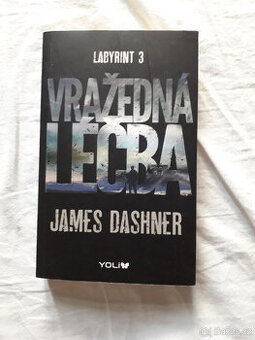 LABYRINT 3
VRAŽEDNÁ
LÉČBA
JAMES DASHNER
YOLI